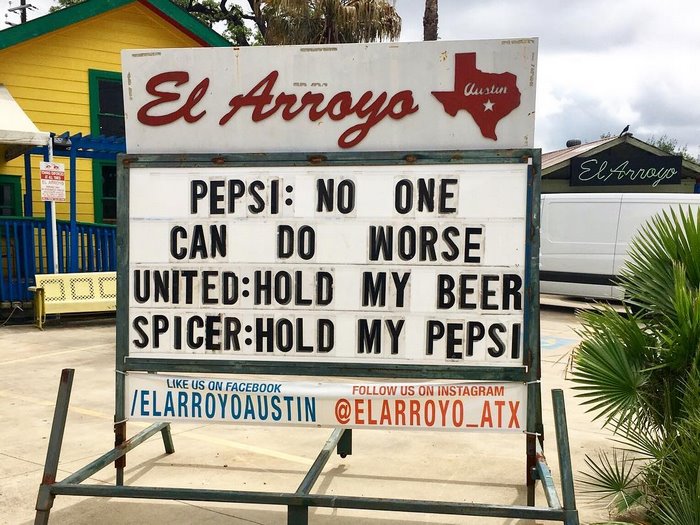 El Arroyo
Austin
El Arroyo
PEPSI: NO ONE
CAN DO WORSE
UNITED:HOLD MY BEER
SPICER:HOLD MY PEPSI
LIKE US ON FACEBOOK
/ELARROYOAUSTIN
FOLLOW US ON INSTAGRAM
@ELARROYO_ATX